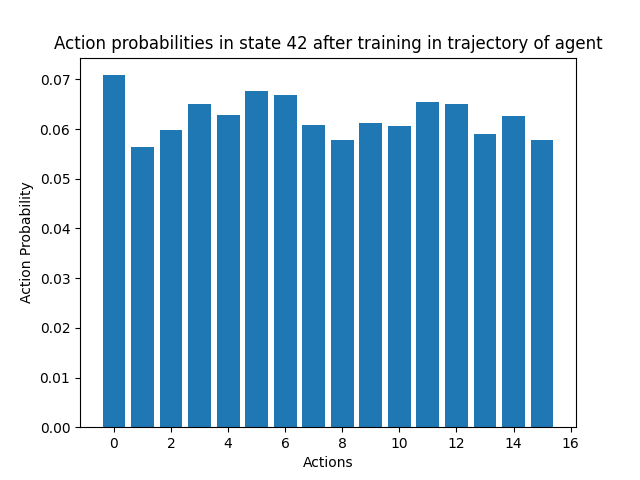 Action probabilities in state 42 after training in trajectory of agent
0.07
0.06
0.05
0.04
0.03
0.02
0.01
0.00
Action Probability
0 2 4 6 8 10 12 14 16
Actions